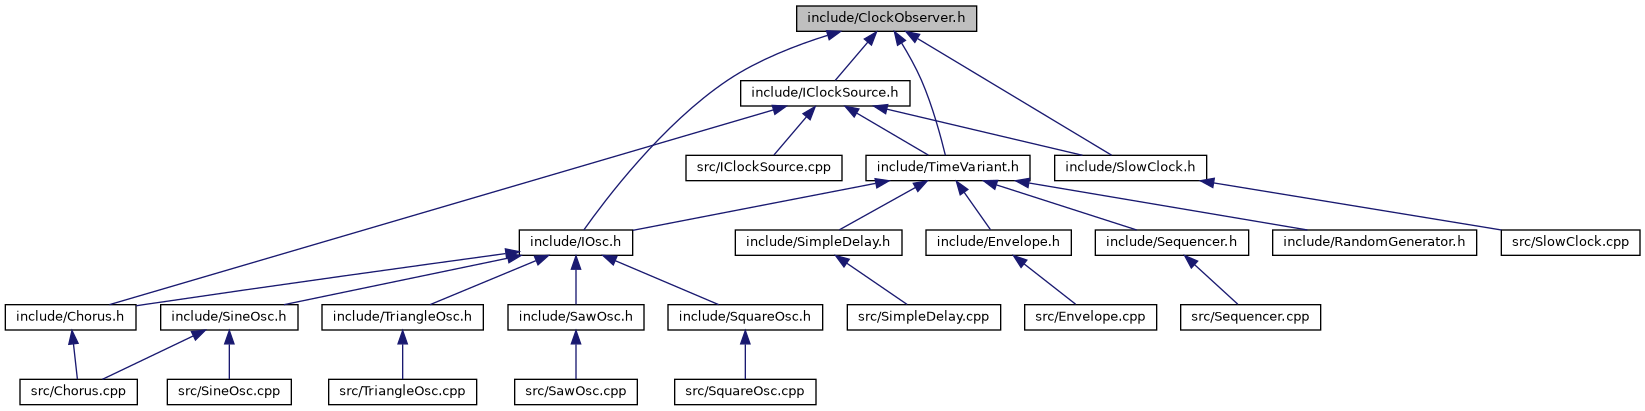 include/ClockObserver.h
include/IClockSource.h
src/IClockSource.cpp
include/TimeVariant.h
include/SlowClock.h
include/IOsc.h
include/SimpleDelay.h
include/Envelope.h
include/Sequencer.h
include/RandomGenerator.h
src/SlowClock.cpp
include/Chorus.h
include/SineOsc.h
include/TriangleOsc.h
include/SawOsc.h
include/SquareOsc.h
src/SimpleDelay.cpp
src/Envelope.cpp
src/Sequencer.cpp
src/Chorus.cpp
src/SineOsc.cpp
src/TriangleOsc.cpp
src/SawOsc.cpp
src/SquareOsc.cpp